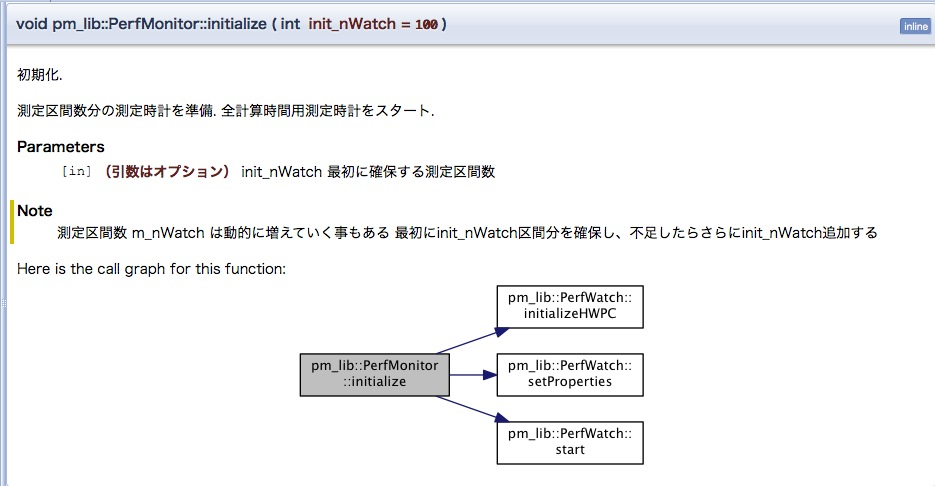 void pm_lib::PerfMonitor::initialize ( int init_nWatch = 100 )
inline
初期化.
測定区間数分の測定時計を準備. 全計算時間用測定時計をスタート.
Parameters
[in] （引数はオプション） init_nWatch 最初に確保する測定区間数
Note
測定区間数 m_nWatch は動的に増えていく事もある 最初にinit_nWatch区間分を確保し、不足したらさらにinit_nWatch追加する
Here is the call graph for this function:
pm_lib::PerfMonitor
::initialize
pm_lib::PerfWatch::
initializeHWPC
pm_lib::PerfWatch::
setProperties
pm_lib::PerfWatch::
start